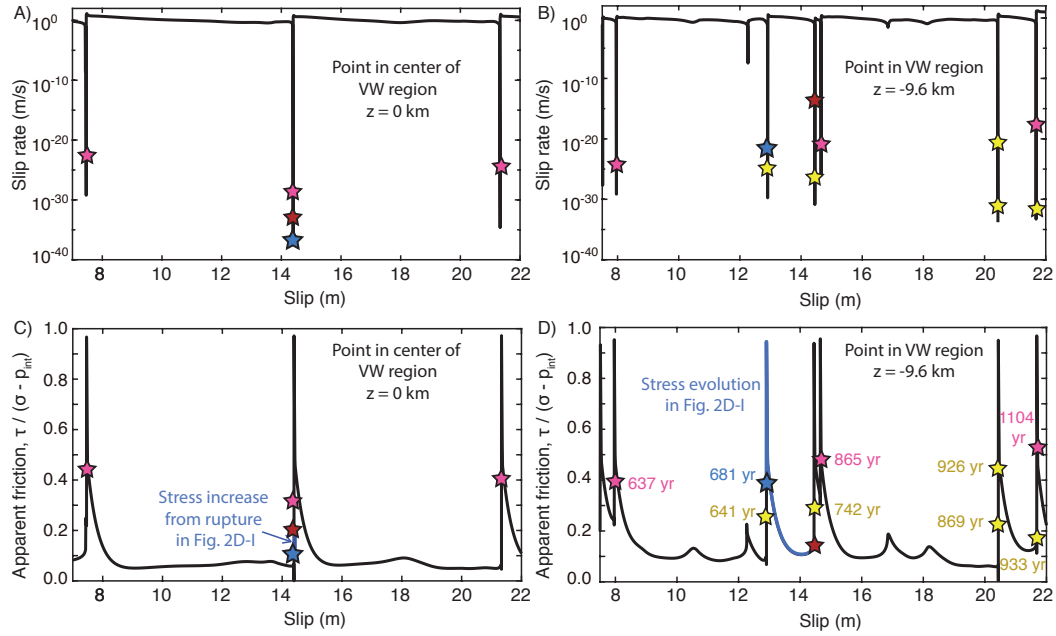 A)
Slip rate (m/s)
10^0
10^-10
10^-20
10^-30
10^-40
Point in center of
VW region
z = 0 km
8 10 12 14 16 18 20 22
Slip (m)
B)
Slip rate (m/s)
10^0
10^-10
10^-20
10^-30
10^-40
Point in VW region
z = -9.6 km
8 10 12 14 16 18 20 22
Slip (m)
C)
Apparent friction, τ / (σ - p_int)
1.0
0.8
0.6
0.4
0.2
0.0
Point in center of
VW region
z = 0 km
Stress increase
from rupture
in Fig. 2D-I
8 10 12 14 16 18 20 22
Slip (m)
D)
Apparent friction, τ / (σ - p_int)
1.0
0.8
0.6
0.4
0.2
0.0
Point in VW region
z = -9.6 km
Stress evolution
in Fig. 2D-I
1104
yr
637 yr
681 yr
865 yr
926 yr
641 yr
742 yr
869 yr
933 yr
8 10 12 14 16 18 20 22
Slip (m)